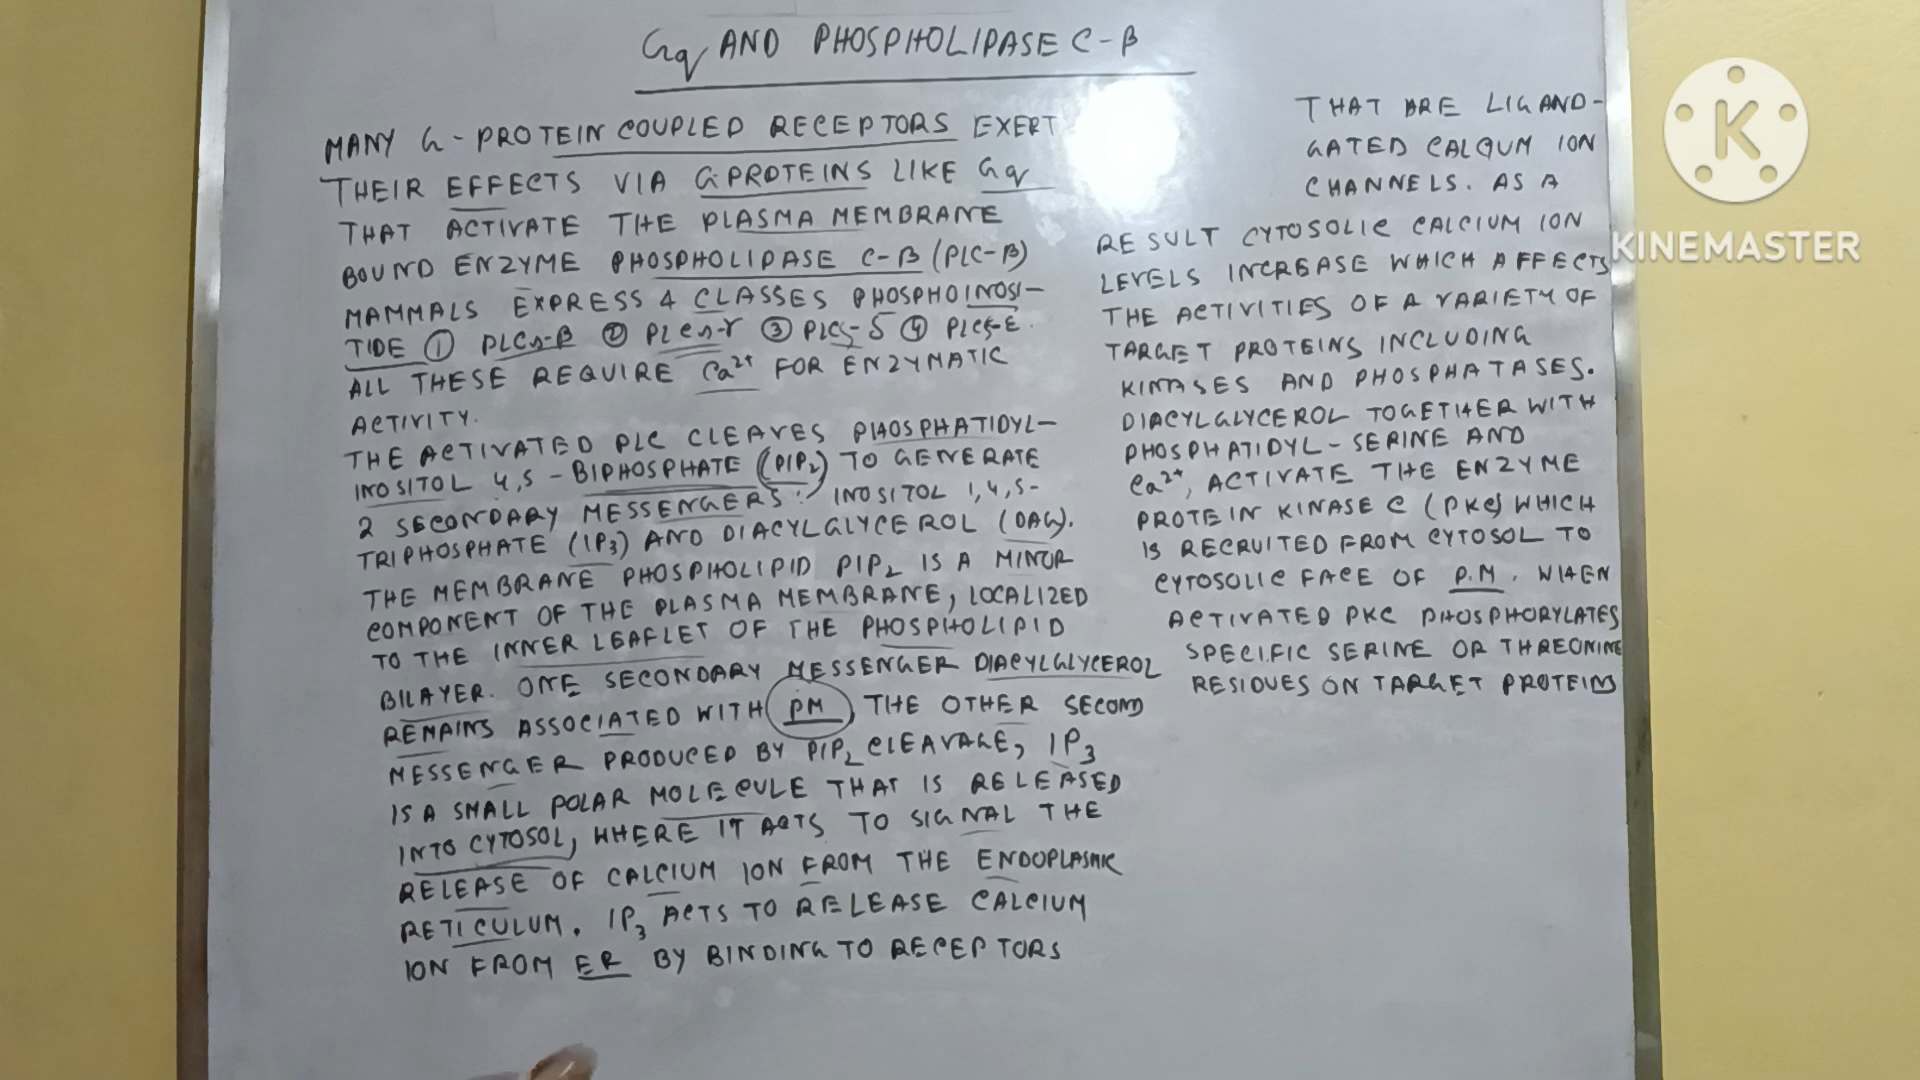 Gq AND PHOSPHOLIPASE C-β
MANY G-PROTEIN COUPLED RECEPTORS EXERT
THEIR EFFECTS VIA G-PROTEINS LIKE Gq
THAT ACTIVATE THE PLASMA MEMBRANE
BOUND ENZYME PHOSPHOLIPASE C-β (PLC-β)
MAMMALS EXPRESS 4 CLASSES PHOSPHOINOSI-
TIDE ① ② ③ ④
ALL THESE REQUIRE Ca²⁺ FOR ENZYMATIC
ACTIVITY.
THE ACTIVATED PLC CLEAVES PHOSPHATIDYL-
INOSITOL 4,5-BIPHOSPHATE (PIP₂) TO GENERATE
2 SECONDARY MESSENGERS: INOSITOL 1,4,5-
TRIPHOSPHATE (IP₃) AND DIACYLGLYCEROL (DAG).
THE MEMBRANE PHOSPHOLIPID PIP₂ IS A MINOR
COMPONENT OF THE PLASMA MEMBRANE, LOCALIZED
TO THE INNER LEAFLET OF THE PHOSPHOLIPID
BILAYER. ONE SECONDARY MESSENGER DIACYLGLYCEROL
REMAINS ASSOCIATED WITH PM, THE OTHER SECOND
MESSENGER PRODUCED BY PIP₂ CLEAVAGE, IP₃
IS A SMALL POLAR MOLECULE THAT IS RELEASED
INTO CYTOSOL, WHERE IT ACTS TO SIGNAL THE
RELEASE OF CALCIUM ION FROM THE ENDOPLASMIC
RETICULUM. IP₃ ACTS TO RELEASE CALCIUM
ION FROM ER BY BINDING TO RECEPTORS
THAT ARE LIGAND-
GATED CALCIUM ION
CHANNELS. AS A
RESULT CYTOSOLIC CALCIUM ION
LEVELS INCREASE WHICH AFFECTS
THE ACTIVITIES OF A VARIETY OF
TARGET PROTEINS INCLUDING
KINASES AND PHOSPHATASES.
DIACYLGLYCEROL TOGETHER WITH
PHOSPHATIDYL-SERINE AND
Ca²⁺, ACTIVATE THE ENZYME
PROTEIN KINASE C (PKC) WHICH
IS RECRUITED FROM CYTOSOL TO
CYTOSOLIC FACE OF P.M. WHEN
ACTIVATED PKC PHOSPHORYLATES
SPECIFIC SERINE OR THREONINE
RESIDUES ON TARGET PROTEINS
K
KINEMASTER